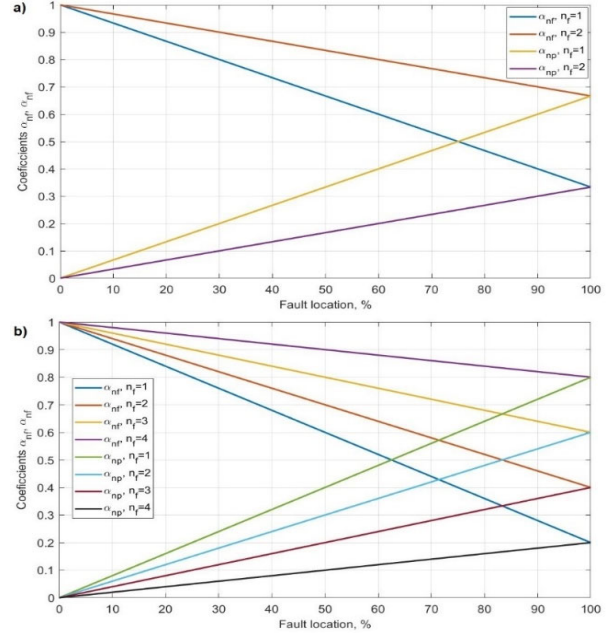 a)
1
0.9
0.8
0.7
0.6
0.5
0.4
0.3
0.2
0.1
0
Coeficcients α_nf, α_nf
α_nf, n_f=1
α_nf, n_f=2
α_np, n_f=1
α_np, n_f=2
0 10 20 30 40 50 60 70 80 90 100
Fault location, %
b)
1
0.9
0.8
0.7
0.6
0.5
0.4
0.3
0.2
0.1
0
Coeficcients α_nf, α_nf
α_nf, n_f=1
α_nf, n_f=2
α_nf, n_f=3
α_nf, n_f=4
α_np, n_f=1
α_np, n_f=2
α_np, n_f=3
α_np, n_f=4
0 10 20 30 40 50 60 70 80 90 100
Fault location, %